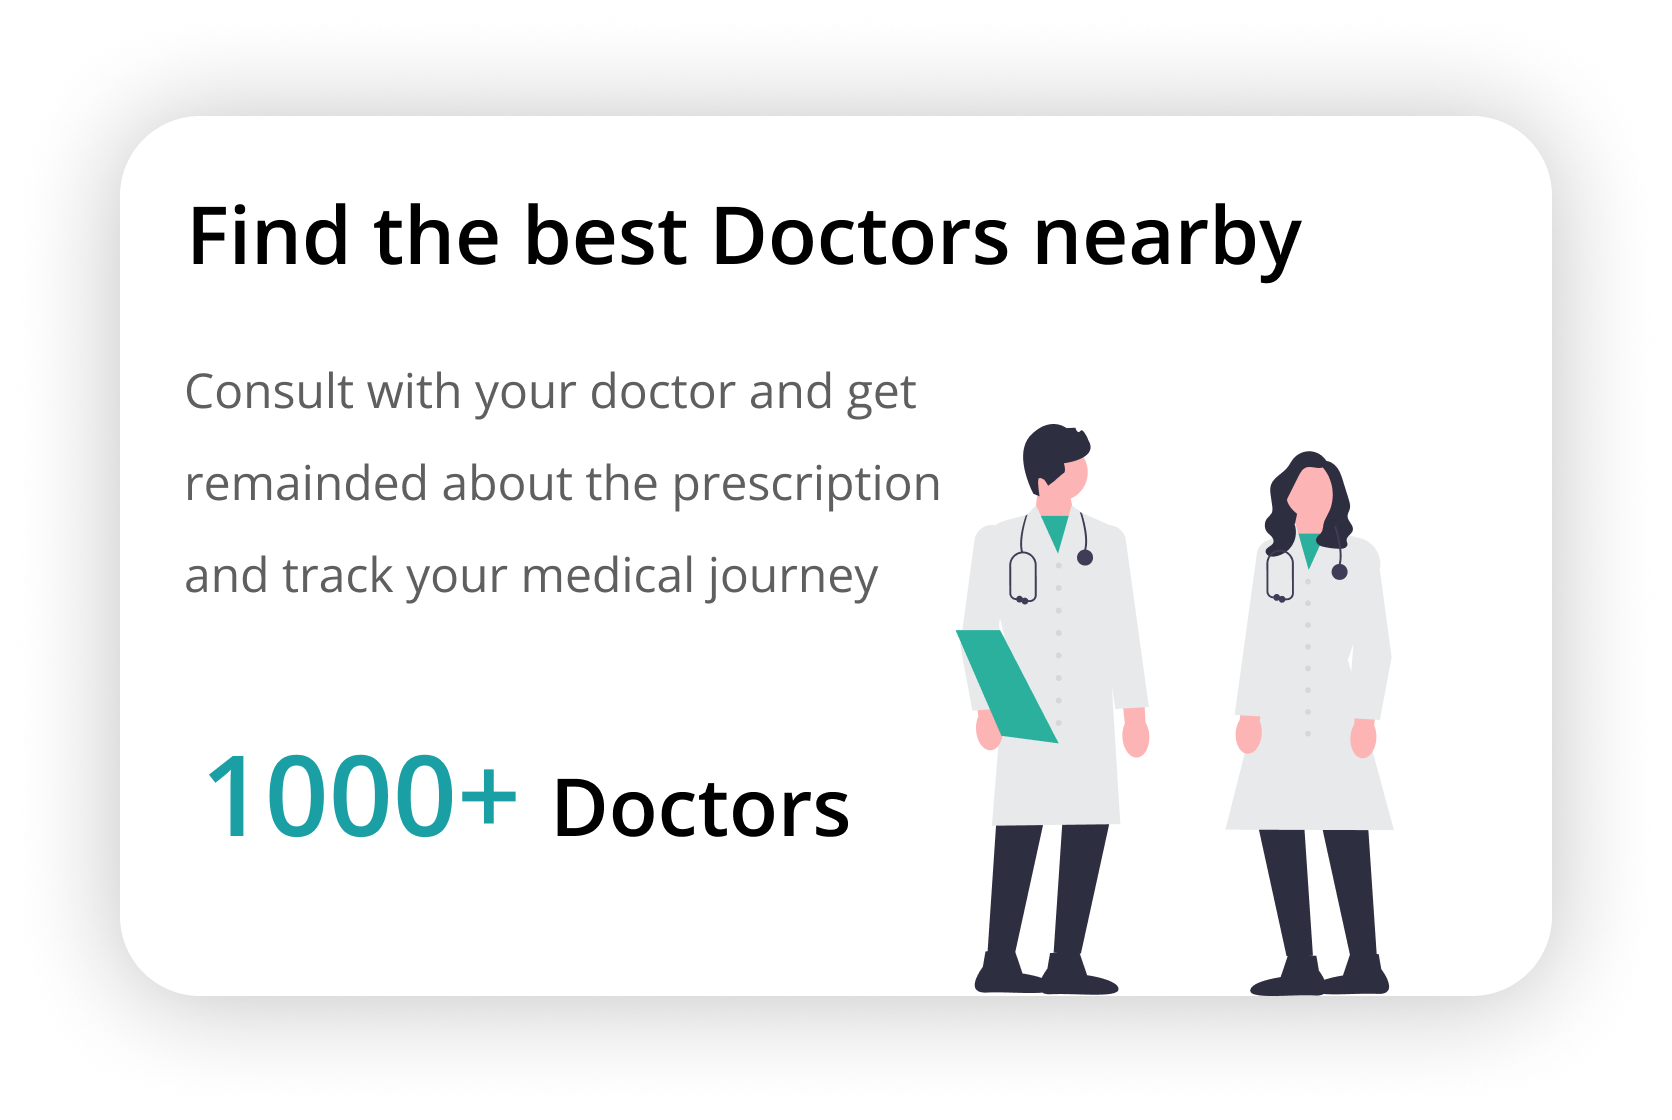 Find the best Doctors nearby
Consult with your doctor and get
remainded about the prescription
and track your medical journey
1000+ Doctors